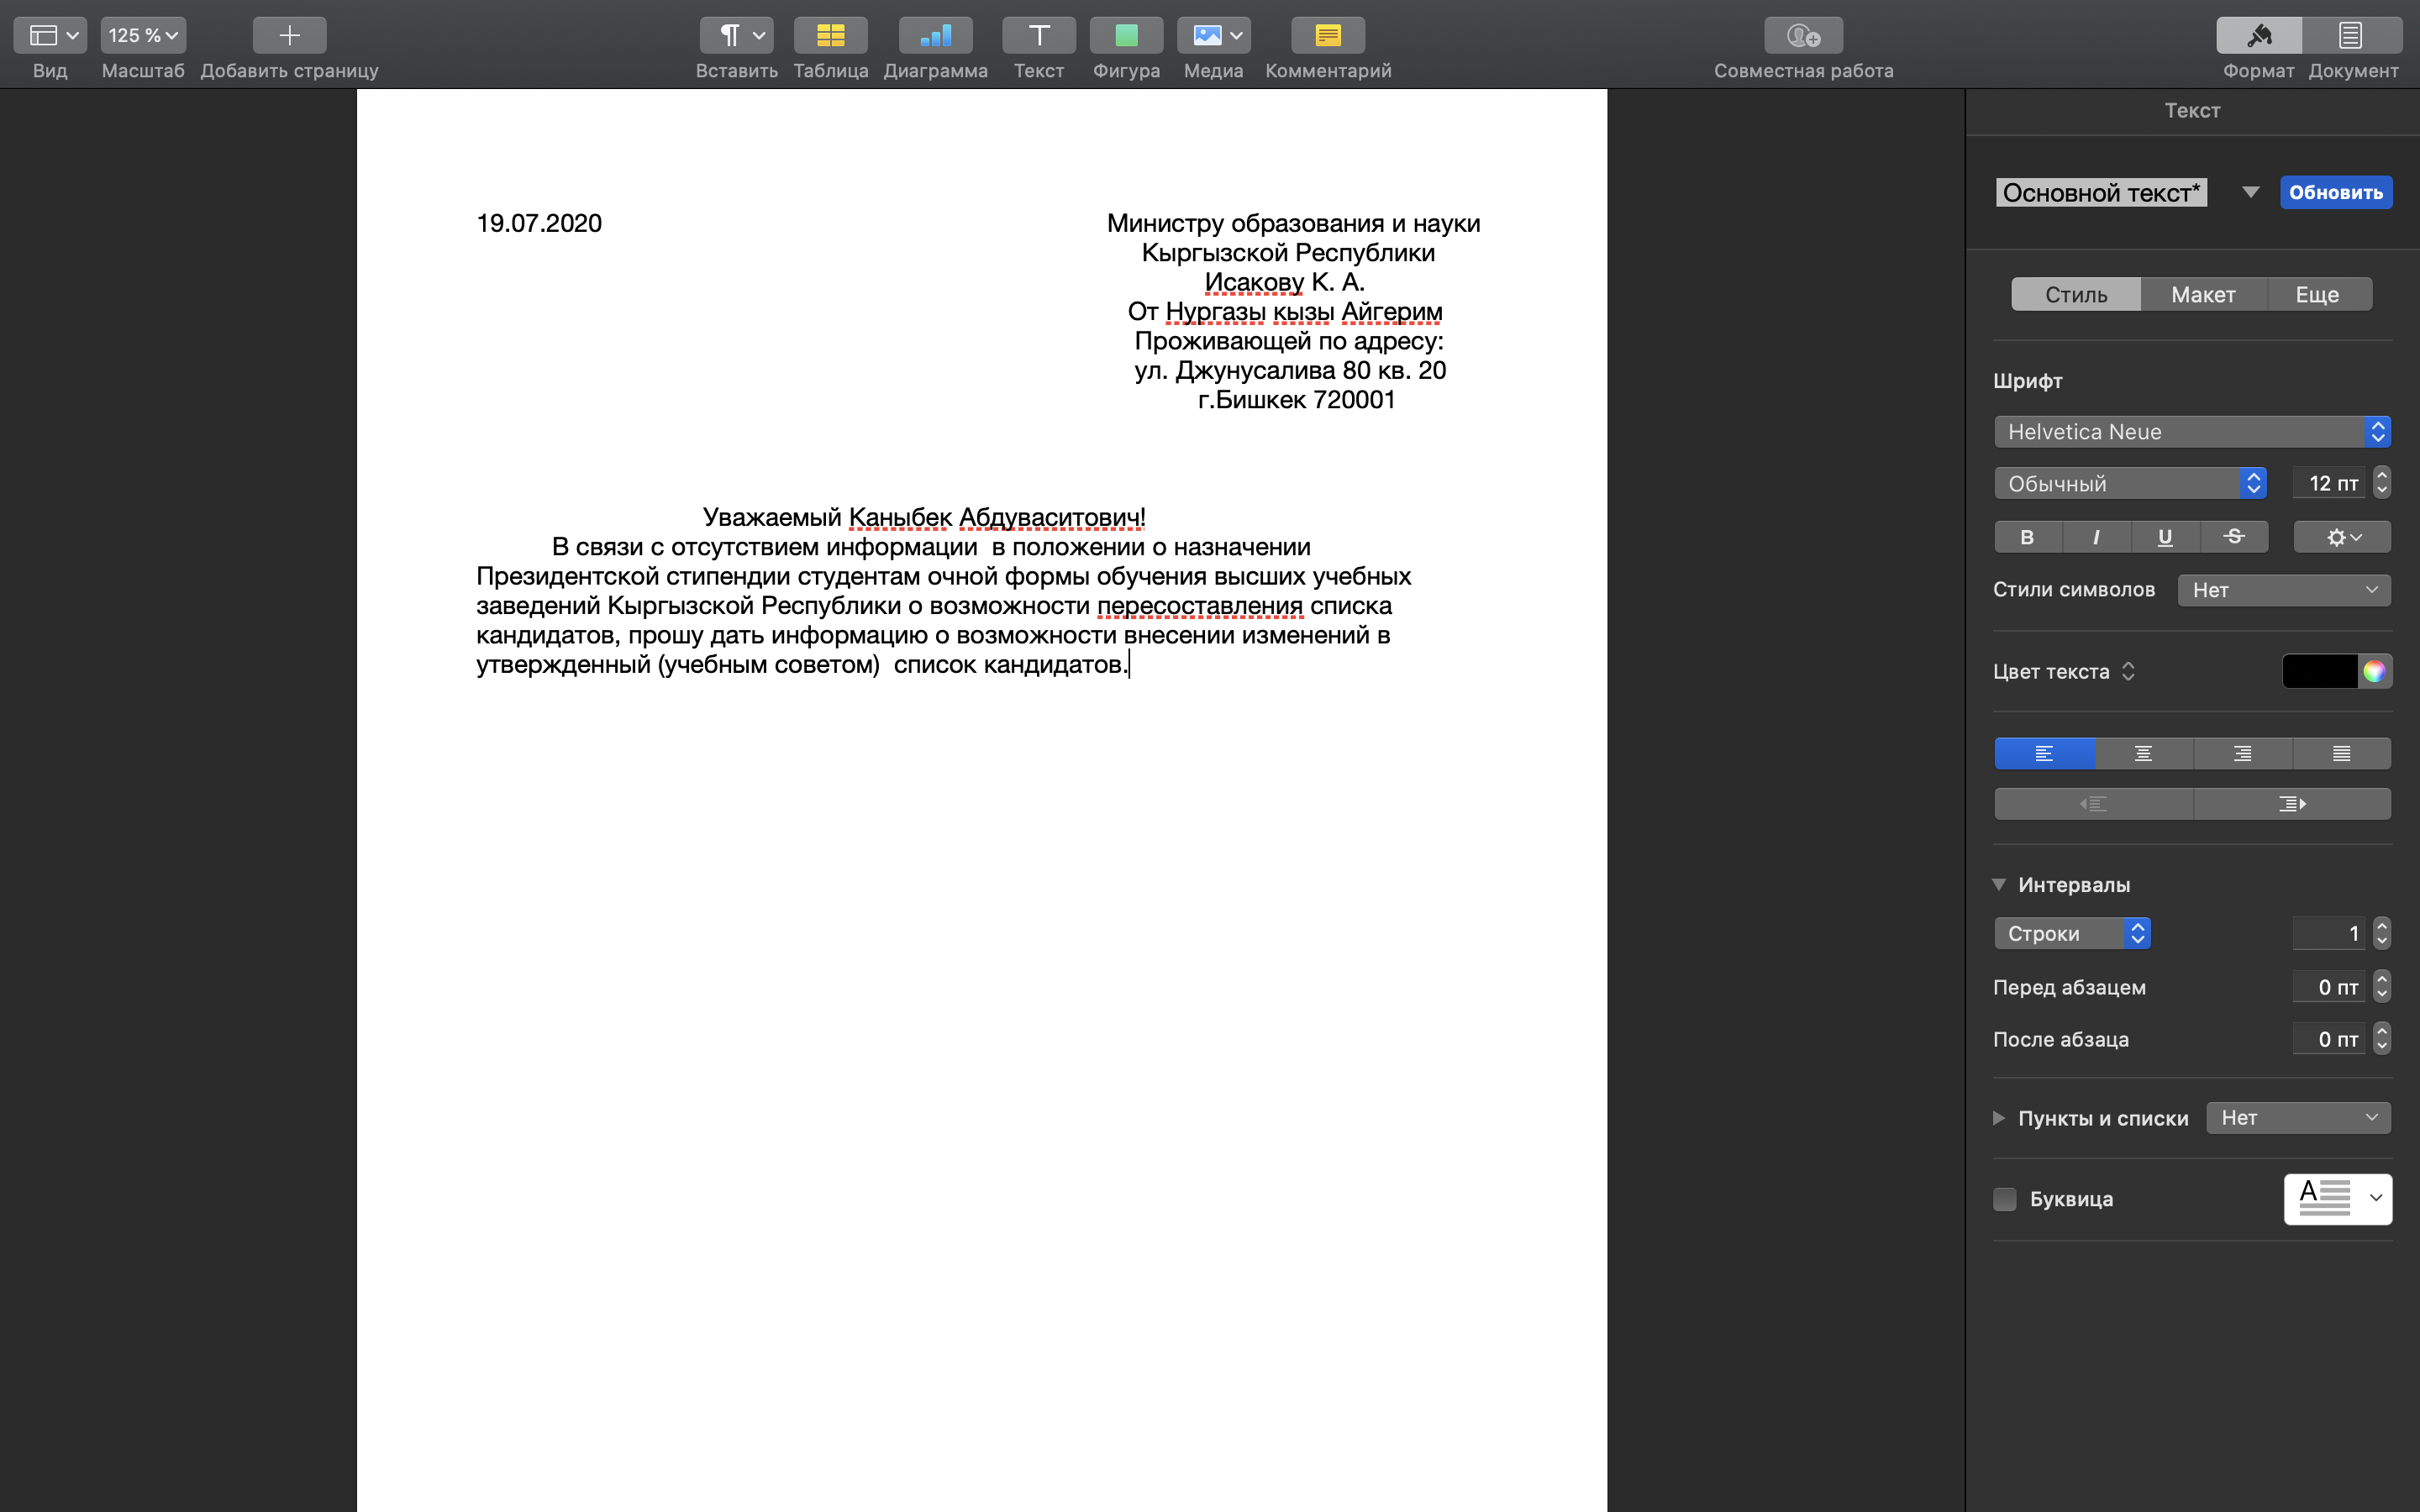 125 %
Вид
Масштаб
Добавить страницу
Вставить
Таблица
Диаграмма
Текст
Фигура
Медиа
Комментарий
Совместная работа
Формат
Документ
19.07.2020
Министру образования и науки
Кыргызской Республики
Исакову К. А.
От Нургазы кызы Айгерим
Проживающей по адресу:
ул. Джунусалива 80 кв. 20
г.Бишкек 720001
Уважаемый Каныбек Абдуваситович!
В связи с отсутствием информации  в положении о назначении
Президентской стипендии студентам очной формы обучения высших учебных
заведений Кыргызской Республики о возможности пересоставления списка
кандидатов, прошу дать информацию о возможности внесении изменений в
утвержденный (учебным советом)  список кандидатов.
Текст
Основной текст*
Обновить
Стиль
Макет
Еще
Шрифт
Helvetica Neue
Обычный
12 пт
B I U S
Стили символов
Нет
Цвет текста
Интервалы
Строки
1
Перед абзацем
0 пт
После абзаца
0 пт
Пункты и списки
Нет
Буквица
A